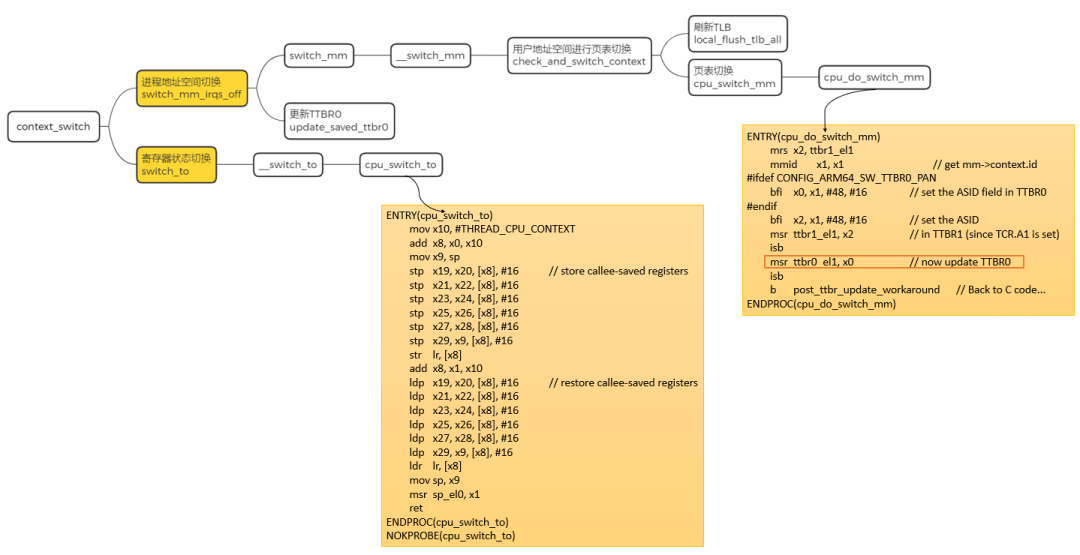 context_switch
进程地址空间切换
switch_mm_irqs_off
switch_mm
__switch_mm
用户地址空间进行页表切换
check_and_switch_context
刷新TLB
local_flush_tlb_all
页表切换
cpu_switch_mm
cpu_do_switch_mm
更新TTBR0
update_saved_ttbr0
寄存器状态切换
switch_to
__switch_to
cpu_switch_to
ENTRY(cpu_do_switch_mm)
mrs x2, ttbr1_el1
mmid x1, x1 // get mm->context.id
#ifdef CONFIG_ARM64_SW_TTBR0_PAN
bfi x0, x1, #48, #16 // set the ASID field in TTBR0
#endif
bfi x2, x1, #48, #16 // set the ASID
msr ttbr1_el1, x2 // in TTBR1 (since TCR.A1 is set)
isb
msr ttbr0_el1, x0 // now update TTBR0
isb
b post_ttbr_update_workaround // Back to C code...
ENDPROC(cpu_do_switch_mm)
ENTRY(cpu_switch_to)
mov x10, #THREAD_CPU_CONTEXT
add x8, x0, x10
mov x9, sp
stp x19, x20, [x8], #16 // store callee-saved registers
stp x21, x22, [x8], #16
stp x23, x24, [x8], #16
stp x25, x26, [x8], #16
stp x27, x28, [x8], #16
stp x29, x9, [x8], #16
str lr, [x8]
add x8, x1, x10
ldp x19, x20, [x8], #16 // restore callee-saved registers
ldp x21, x22, [x8], #16
ldp x23, x24, [x8], #16
ldp x25, x26, [x8], #16
ldp x27, x28, [x8], #16
ldp x29, x9, [x8], #16
ldr lr, [x8]
mov sp, x9
msr sp_el0, x1
ret
ENDPROC(cpu_switch_to)
NOKPROBE(cpu_switch_to)